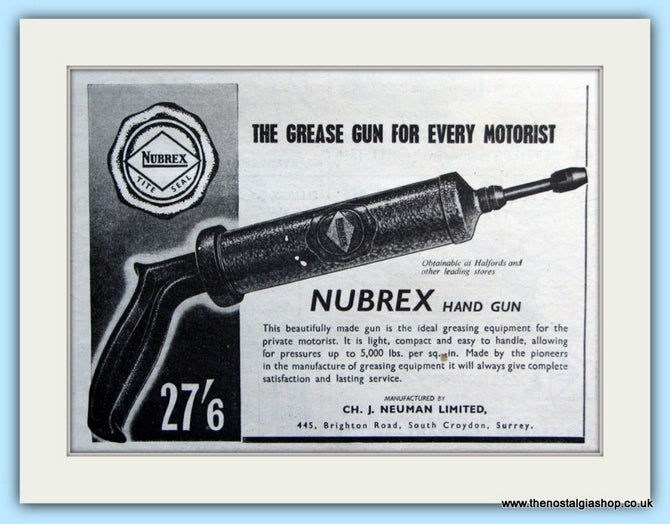 NUBREX
TITE SEAL
THE GREASE GUN FOR EVERY MOTORIST
NUBREX
Obtainable at Halfords and
other leading stores
NUBREX HAND GUN
This beautifully made gun is the ideal greasing equipment for the
private motorist. It is light, compact and easy to handle, allowing
for pressures up to 5,000 lbs. per sq. in. Made by the pioneers
in the manufacture of greasing equipment it will always give complete
satisfaction and lasting service.
27'6
MANUFACTURED BY
CH. J. NEUMAN LIMITED,
445, Brighton Road, South Croydon, Surrey.
www.thenostalgiashop.co.uk